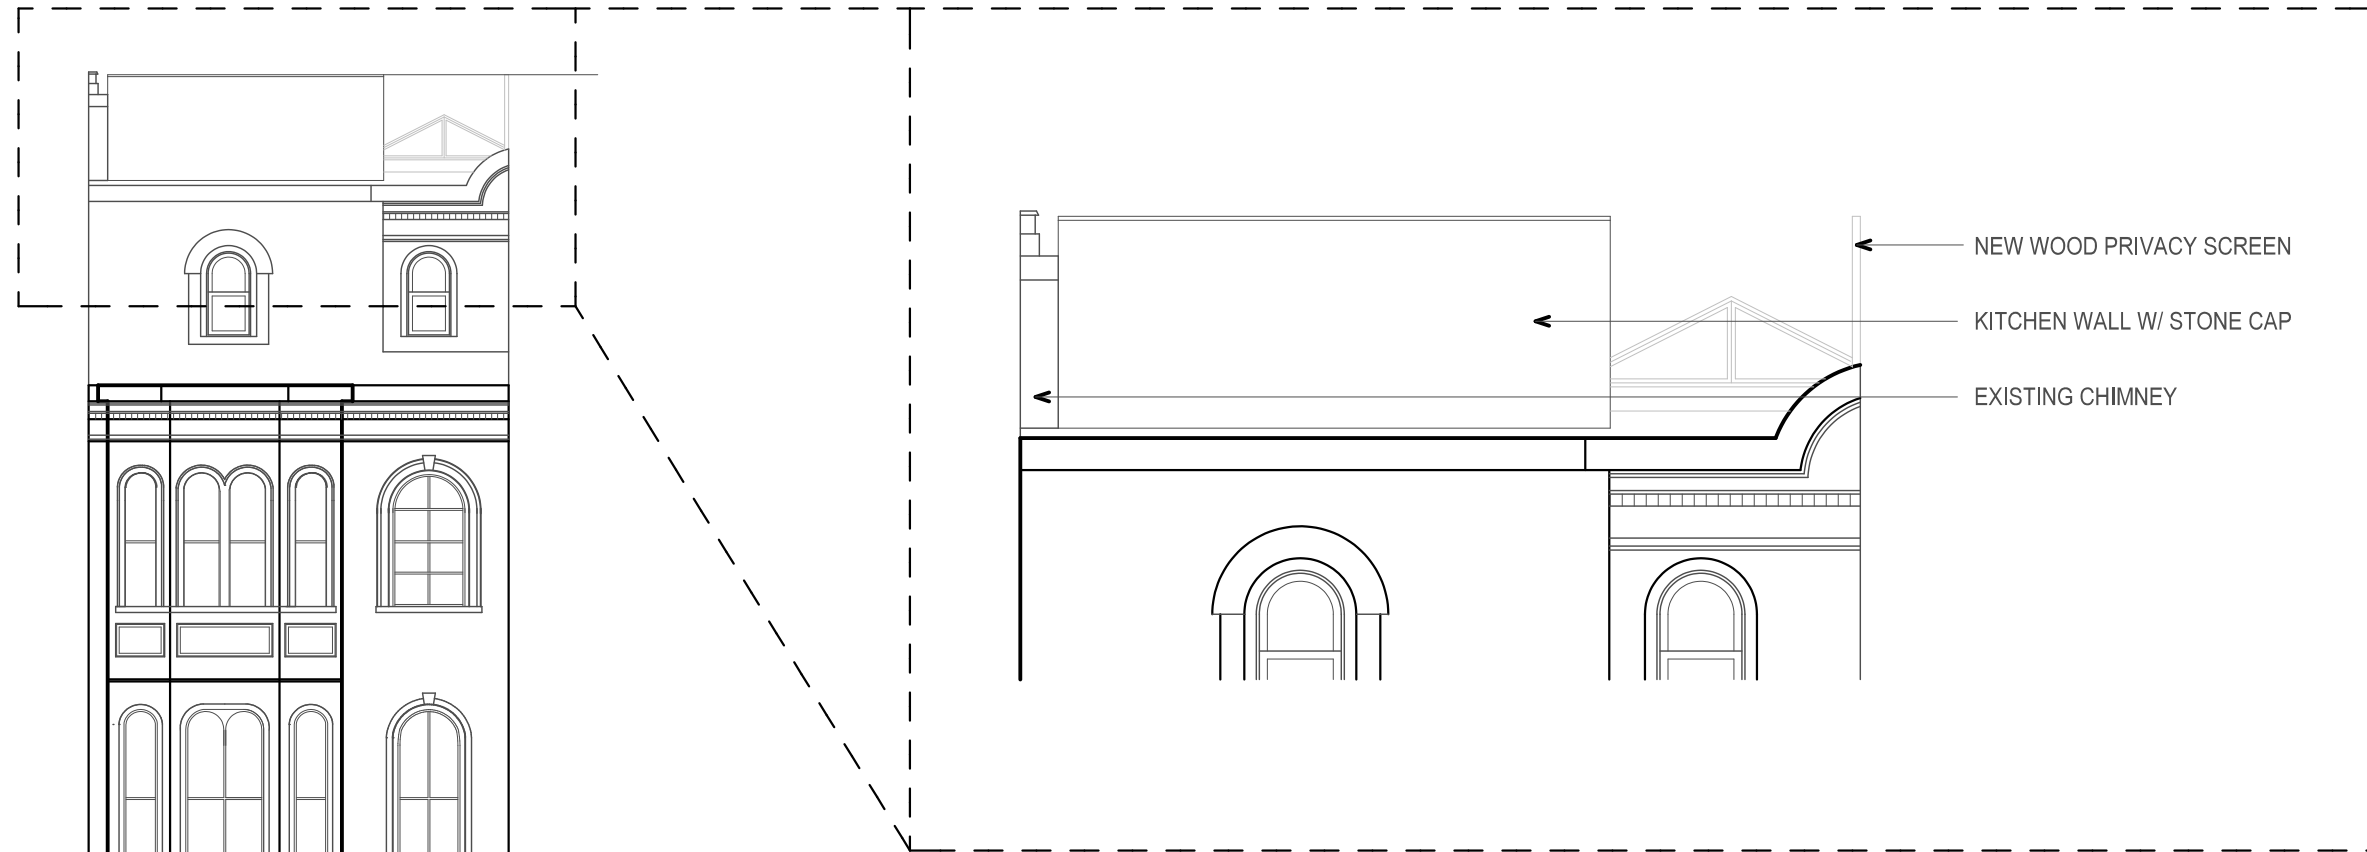 NEW WOOD PRIVACY SCREEN
KITCHEN WALL W/ STONE CAP
EXISTING CHIMNEY